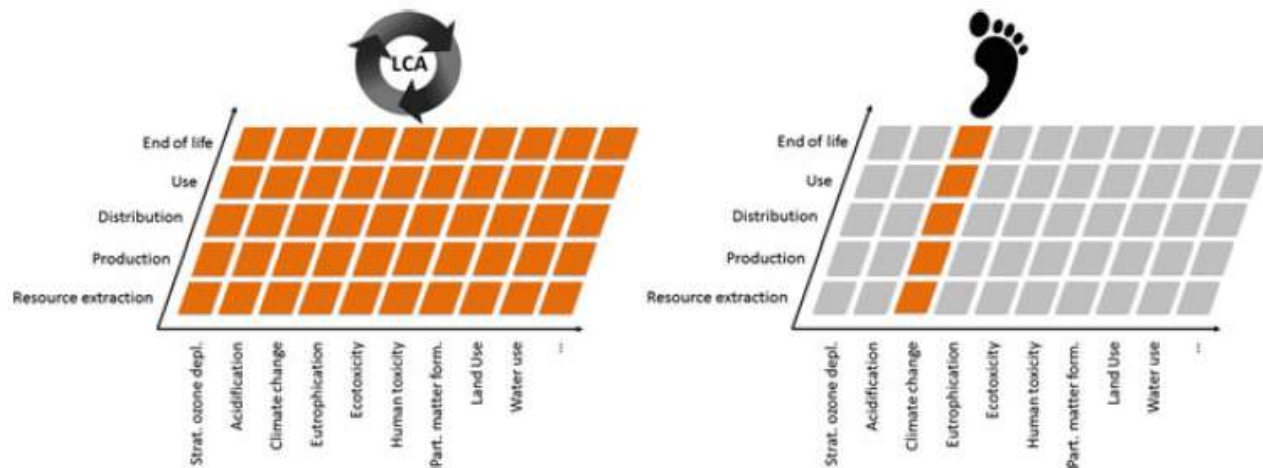 LCA
End of life
Use
Distribution
Production
Resource extraction
Strat. ozone depl.
Acidification
Climate change
Eutrophication
Ecotoxicity
Human toxicity
Part. matter form.
Land Use
Water use
...
End of life
Use
Distribution
Production
Resource extraction
Strat. ozone depl.
Acidification
Climate change
Eutrophication
Ecotoxicity
Human toxicity
Part. matter form.
Land Use
Water use
...